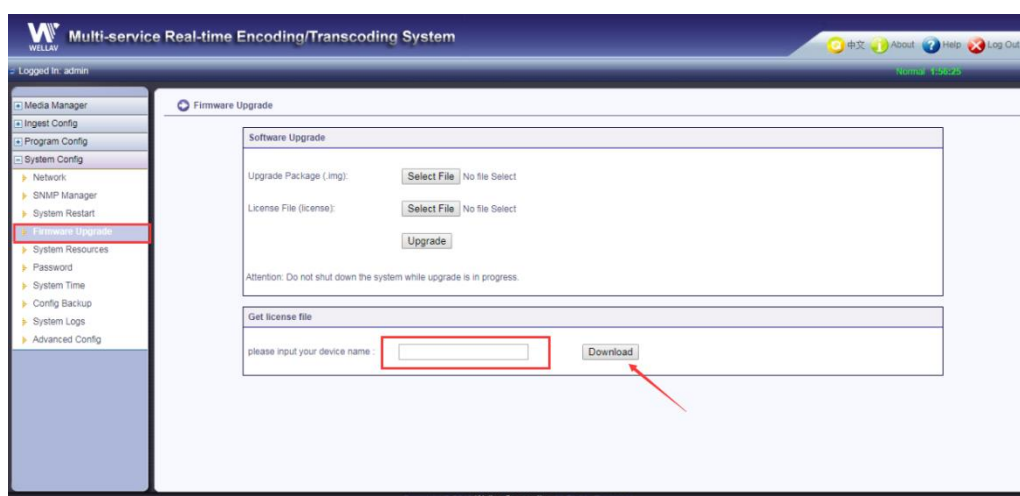 WELLAV
Multi-service Real-time Encoding/Transcoding System
中文 About Help Log Out
Logged In: admin
Normal 1:56:25
Media Manager
Ingest Config
Program Config
System Config
Network
SNMP Manager
System Restart
Firmware Upgrade
System Resources
Password
System Time
Config Backup
System Logs
Advanced Config
Firmware Upgrade
Software Upgrade
Upgrade Package (.img): Select File No file Select
License File (license): Select File No file Select
Upgrade
Attention: Do not shut down the system while upgrade is in progress.
Get license file
please input your device name : Download